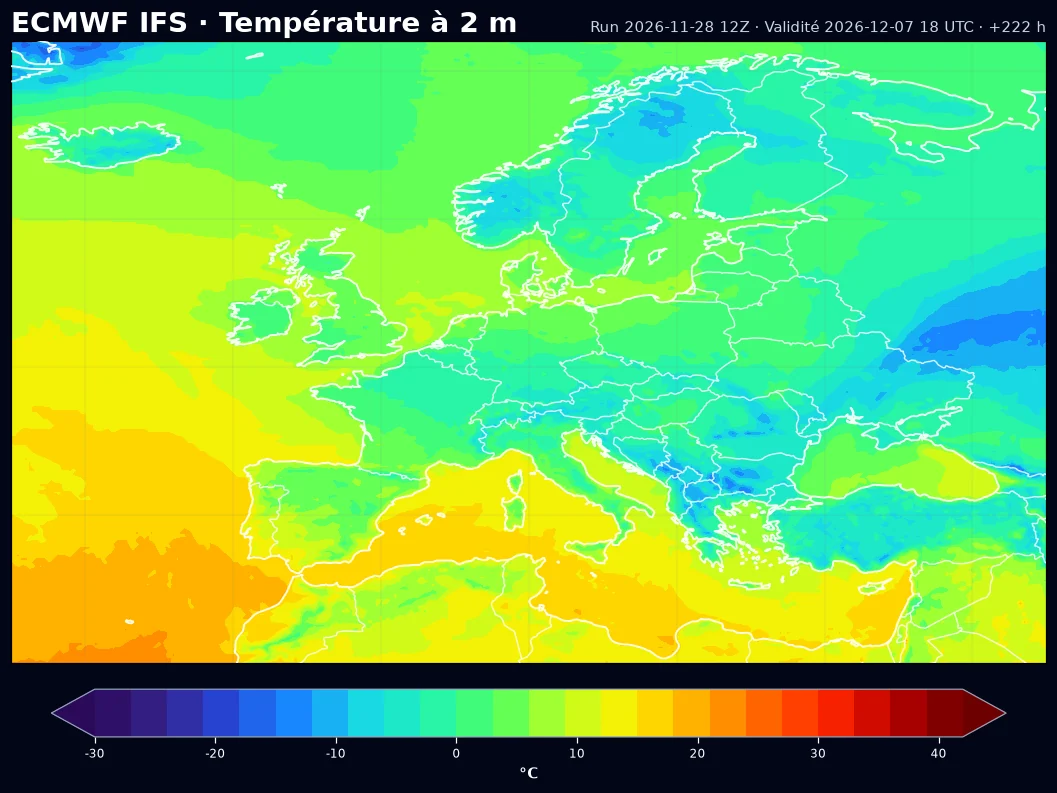 ECMWF IFS · Température à 2 m
Run 2026-11-28 12Z · Validité 2026-12-07 18 UTC · +222 h
-30 -20 -10 0 10 20 30 40
°C